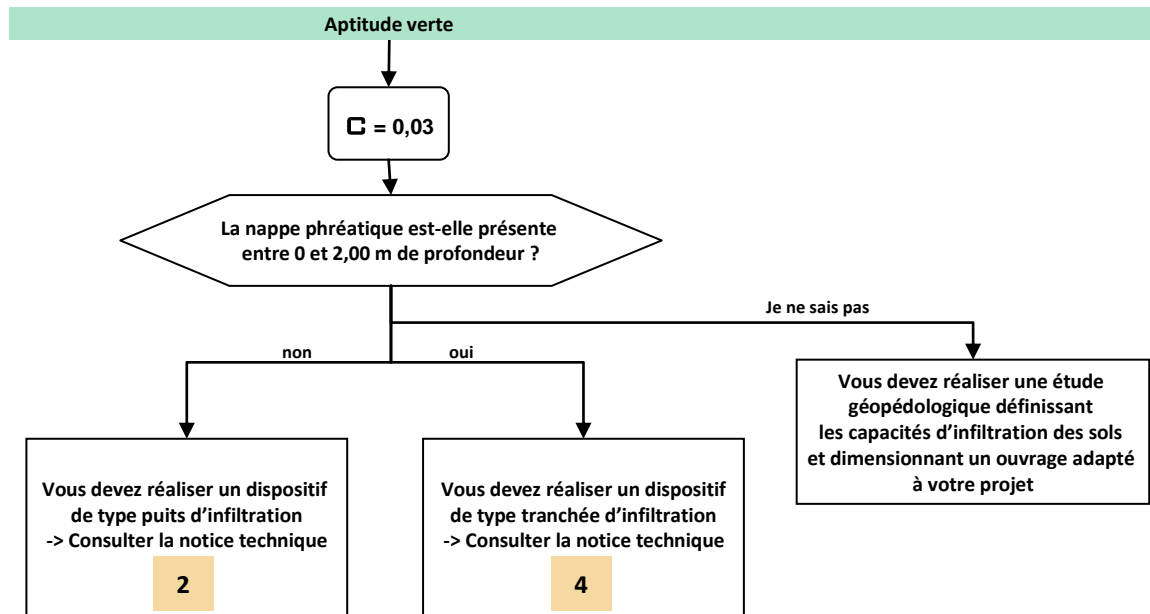 Aptitude verte
C = 0,03
La nappe phréatique est-elle présente
entre 0 et 2,00 m de profondeur ?
Je ne sais pas
non
oui
Vous devez réaliser une étude
géopédologique définissant
les capacités d’infiltration des sols
et dimensionnant un ouvrage adapté
à votre projet
Vous devez réaliser un dispositif
de type puits d’infiltration
-> Consulter la notice technique
2
Vous devez réaliser un dispositif
de type tranchée d’infiltration
-> Consulter la notice technique
4